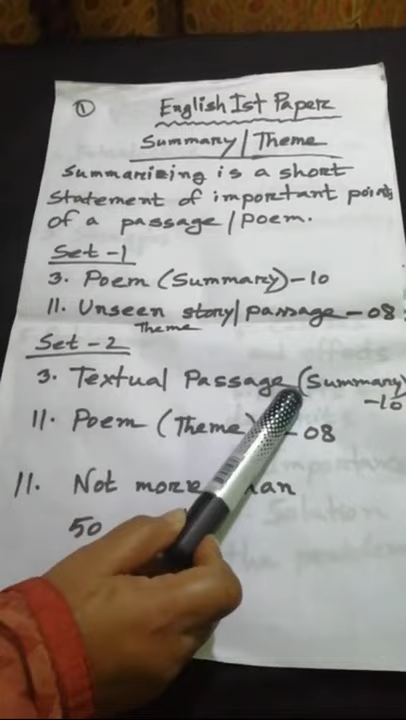 ①
English Ist Paper
Summary/Theme
Summarizing is a short
statement of important points
of a passage/poem.
Set-1
3. Poem (Summary)-10
11. Unseen story/passage-08
Theme
Set-2
3. Textual Passage (Summary)
-10
11. Poem (Theme)-08
11. Not more
50